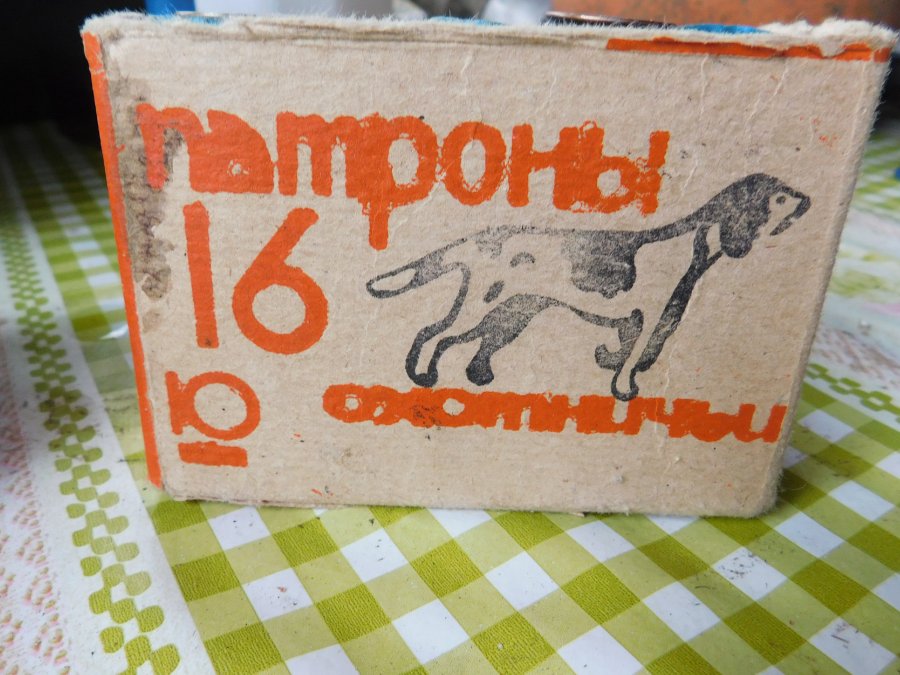 патроны
16
Ю
охотничьи